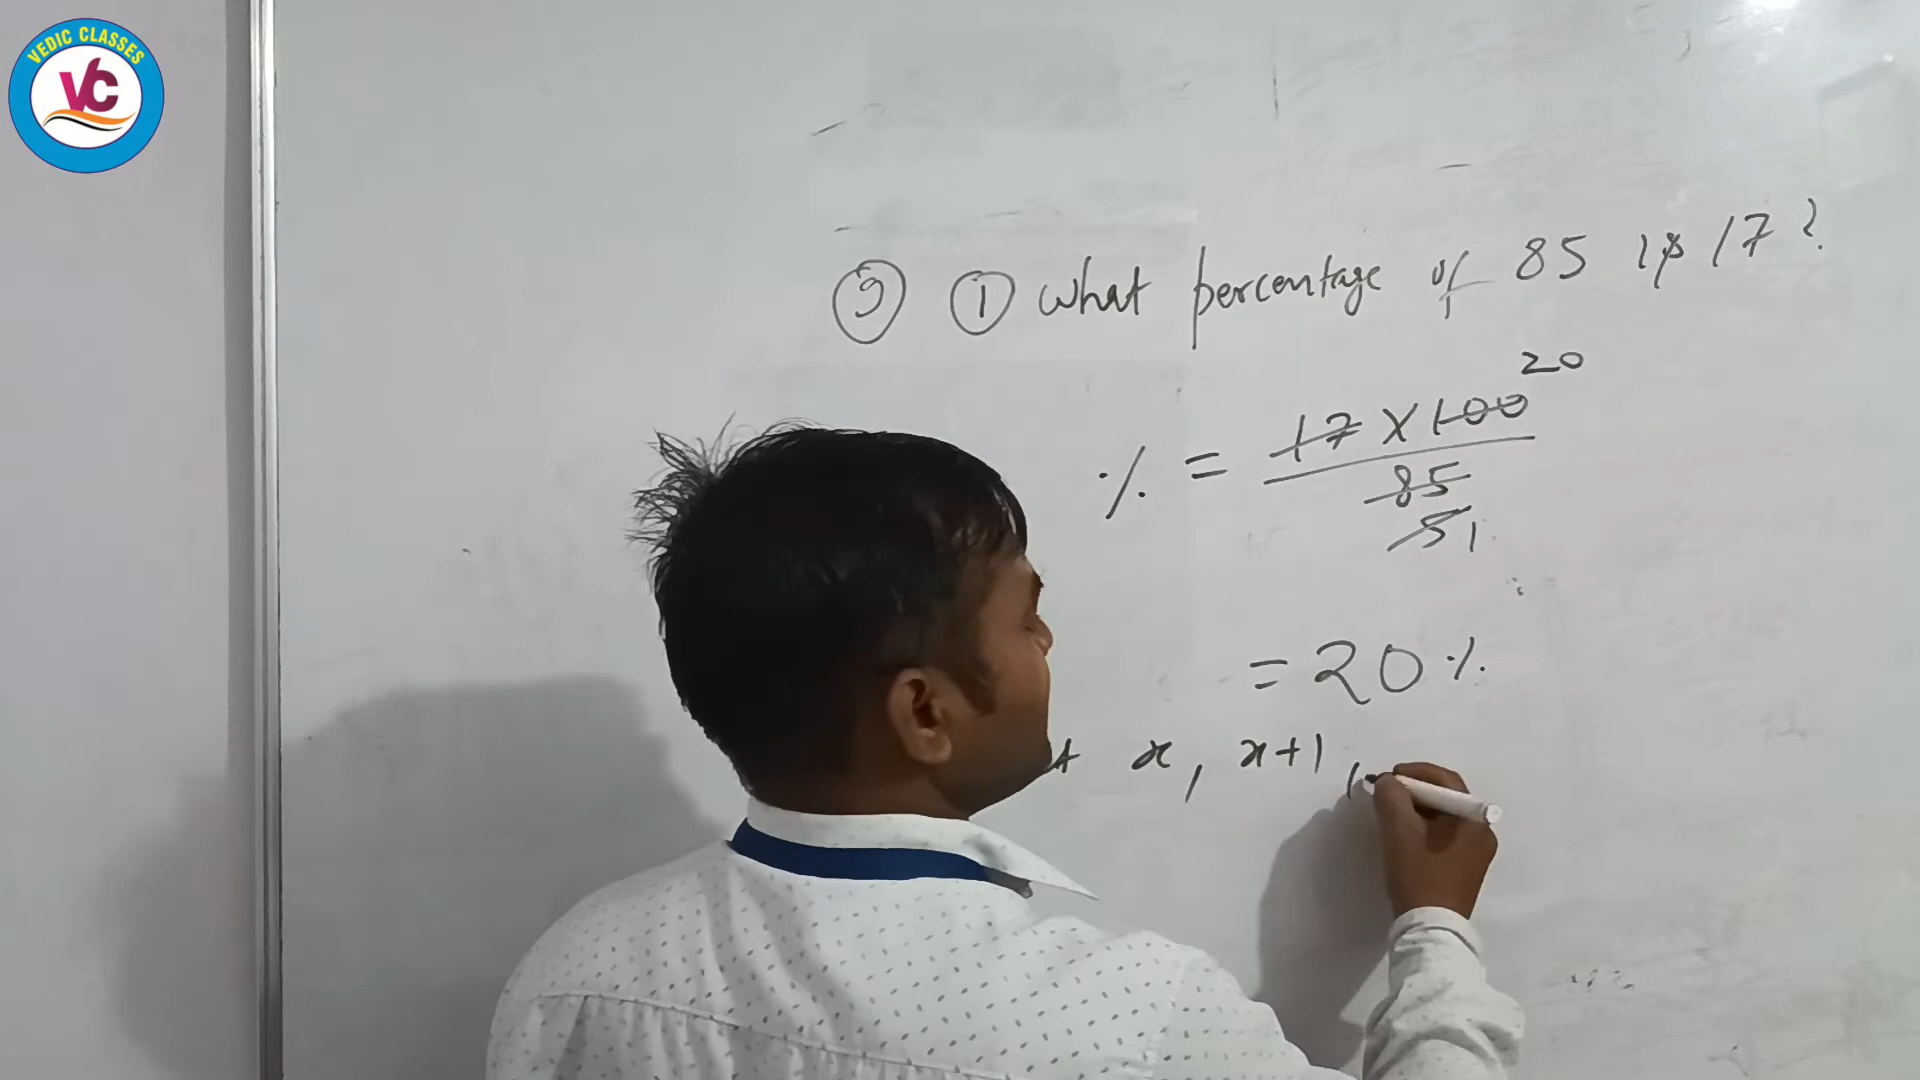 VEDIC CLASSES
VC
9 1 What percentage of 85 is 17?
20
% = 17 × 100
85
5 1
= 20 %
x, x+1,